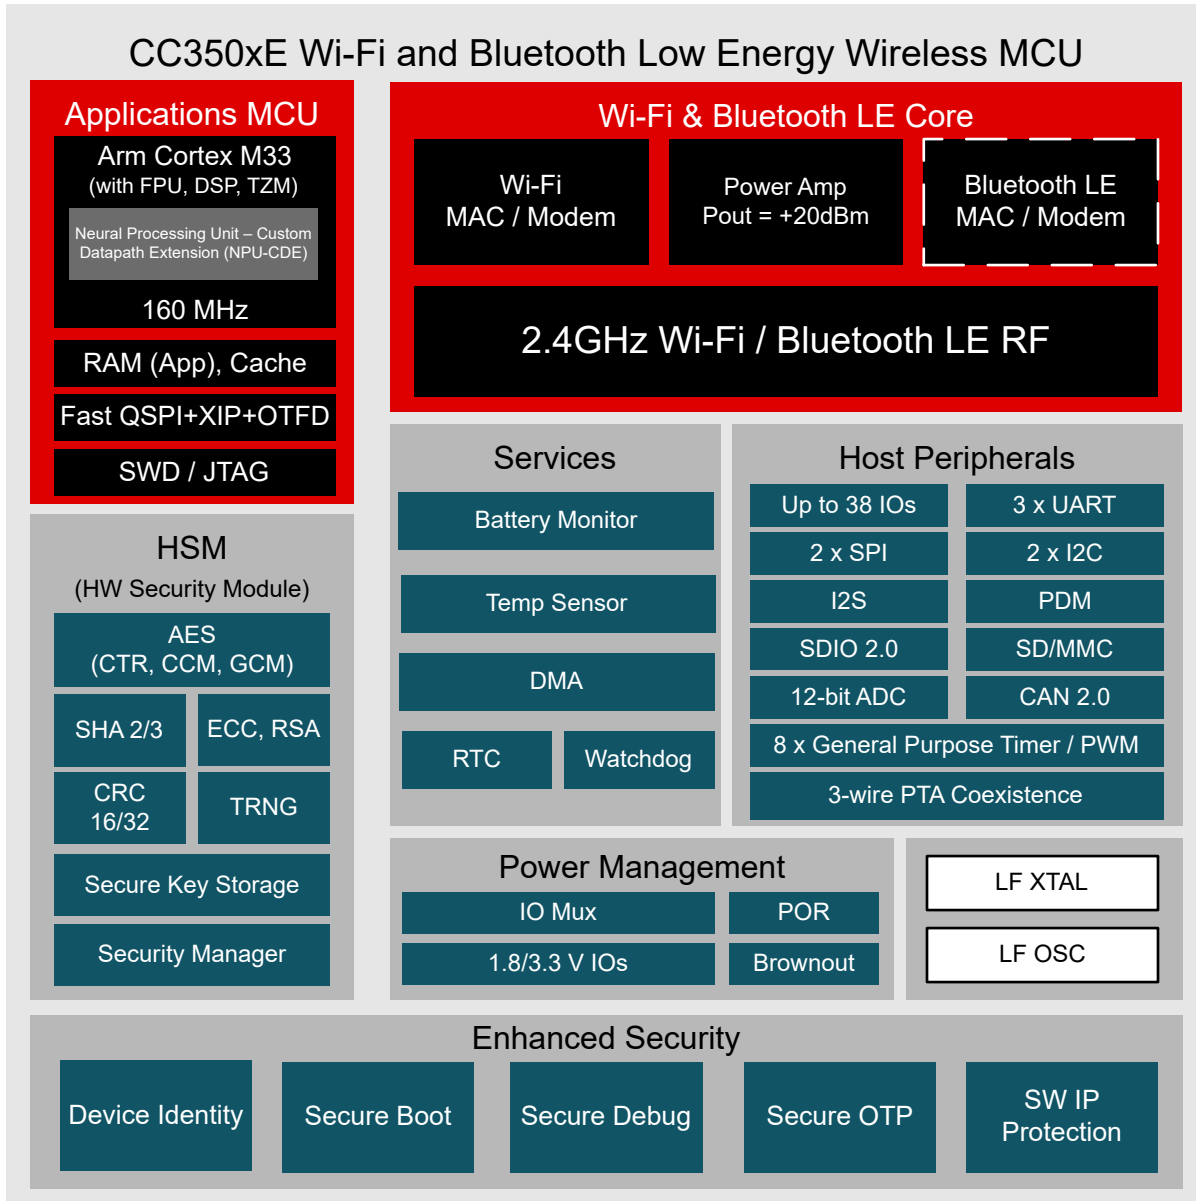 CC350xE Wi-Fi and Bluetooth Low Energy Wireless MCU
Applications MCU
Arm Cortex M33
(with FPU, DSP, TZM)
Neural Processing Unit – Custom
Datapath Extension (NPU-CDE)
160 MHz
RAM (App), Cache
Fast QSPI+XIP+OTFD
SWD / JTAG
Wi-Fi & Bluetooth LE Core
Wi-Fi
MAC / Modem
Power Amp
Pout = +20dBm
Bluetooth LE
MAC / Modem
2.4GHz Wi-Fi / Bluetooth LE RF
HSM
(HW Security Module)
AES
(CTR, CCM, GCM)
SHA 2/3
ECC, RSA
CRC
16/32
TRNG
Secure Key Storage
Security Manager
Services
Battery Monitor
Temp Sensor
DMA
RTC
Watchdog
Host Peripherals
Up to 38 IOs
3 x UART
2 x SPI
2 x I2C
I2S
PDM
SDIO 2.0
SD/MMC
12-bit ADC
CAN 2.0
8 x General Purpose Timer / PWM
3-wire PTA Coexistence
Power Management
IO Mux
POR
1.8/3.3 V IOs
Brownout
LF XTAL
LF OSC
Enhanced Security
Device Identity
Secure Boot
Secure Debug
Secure OTP
SW IP
Protection